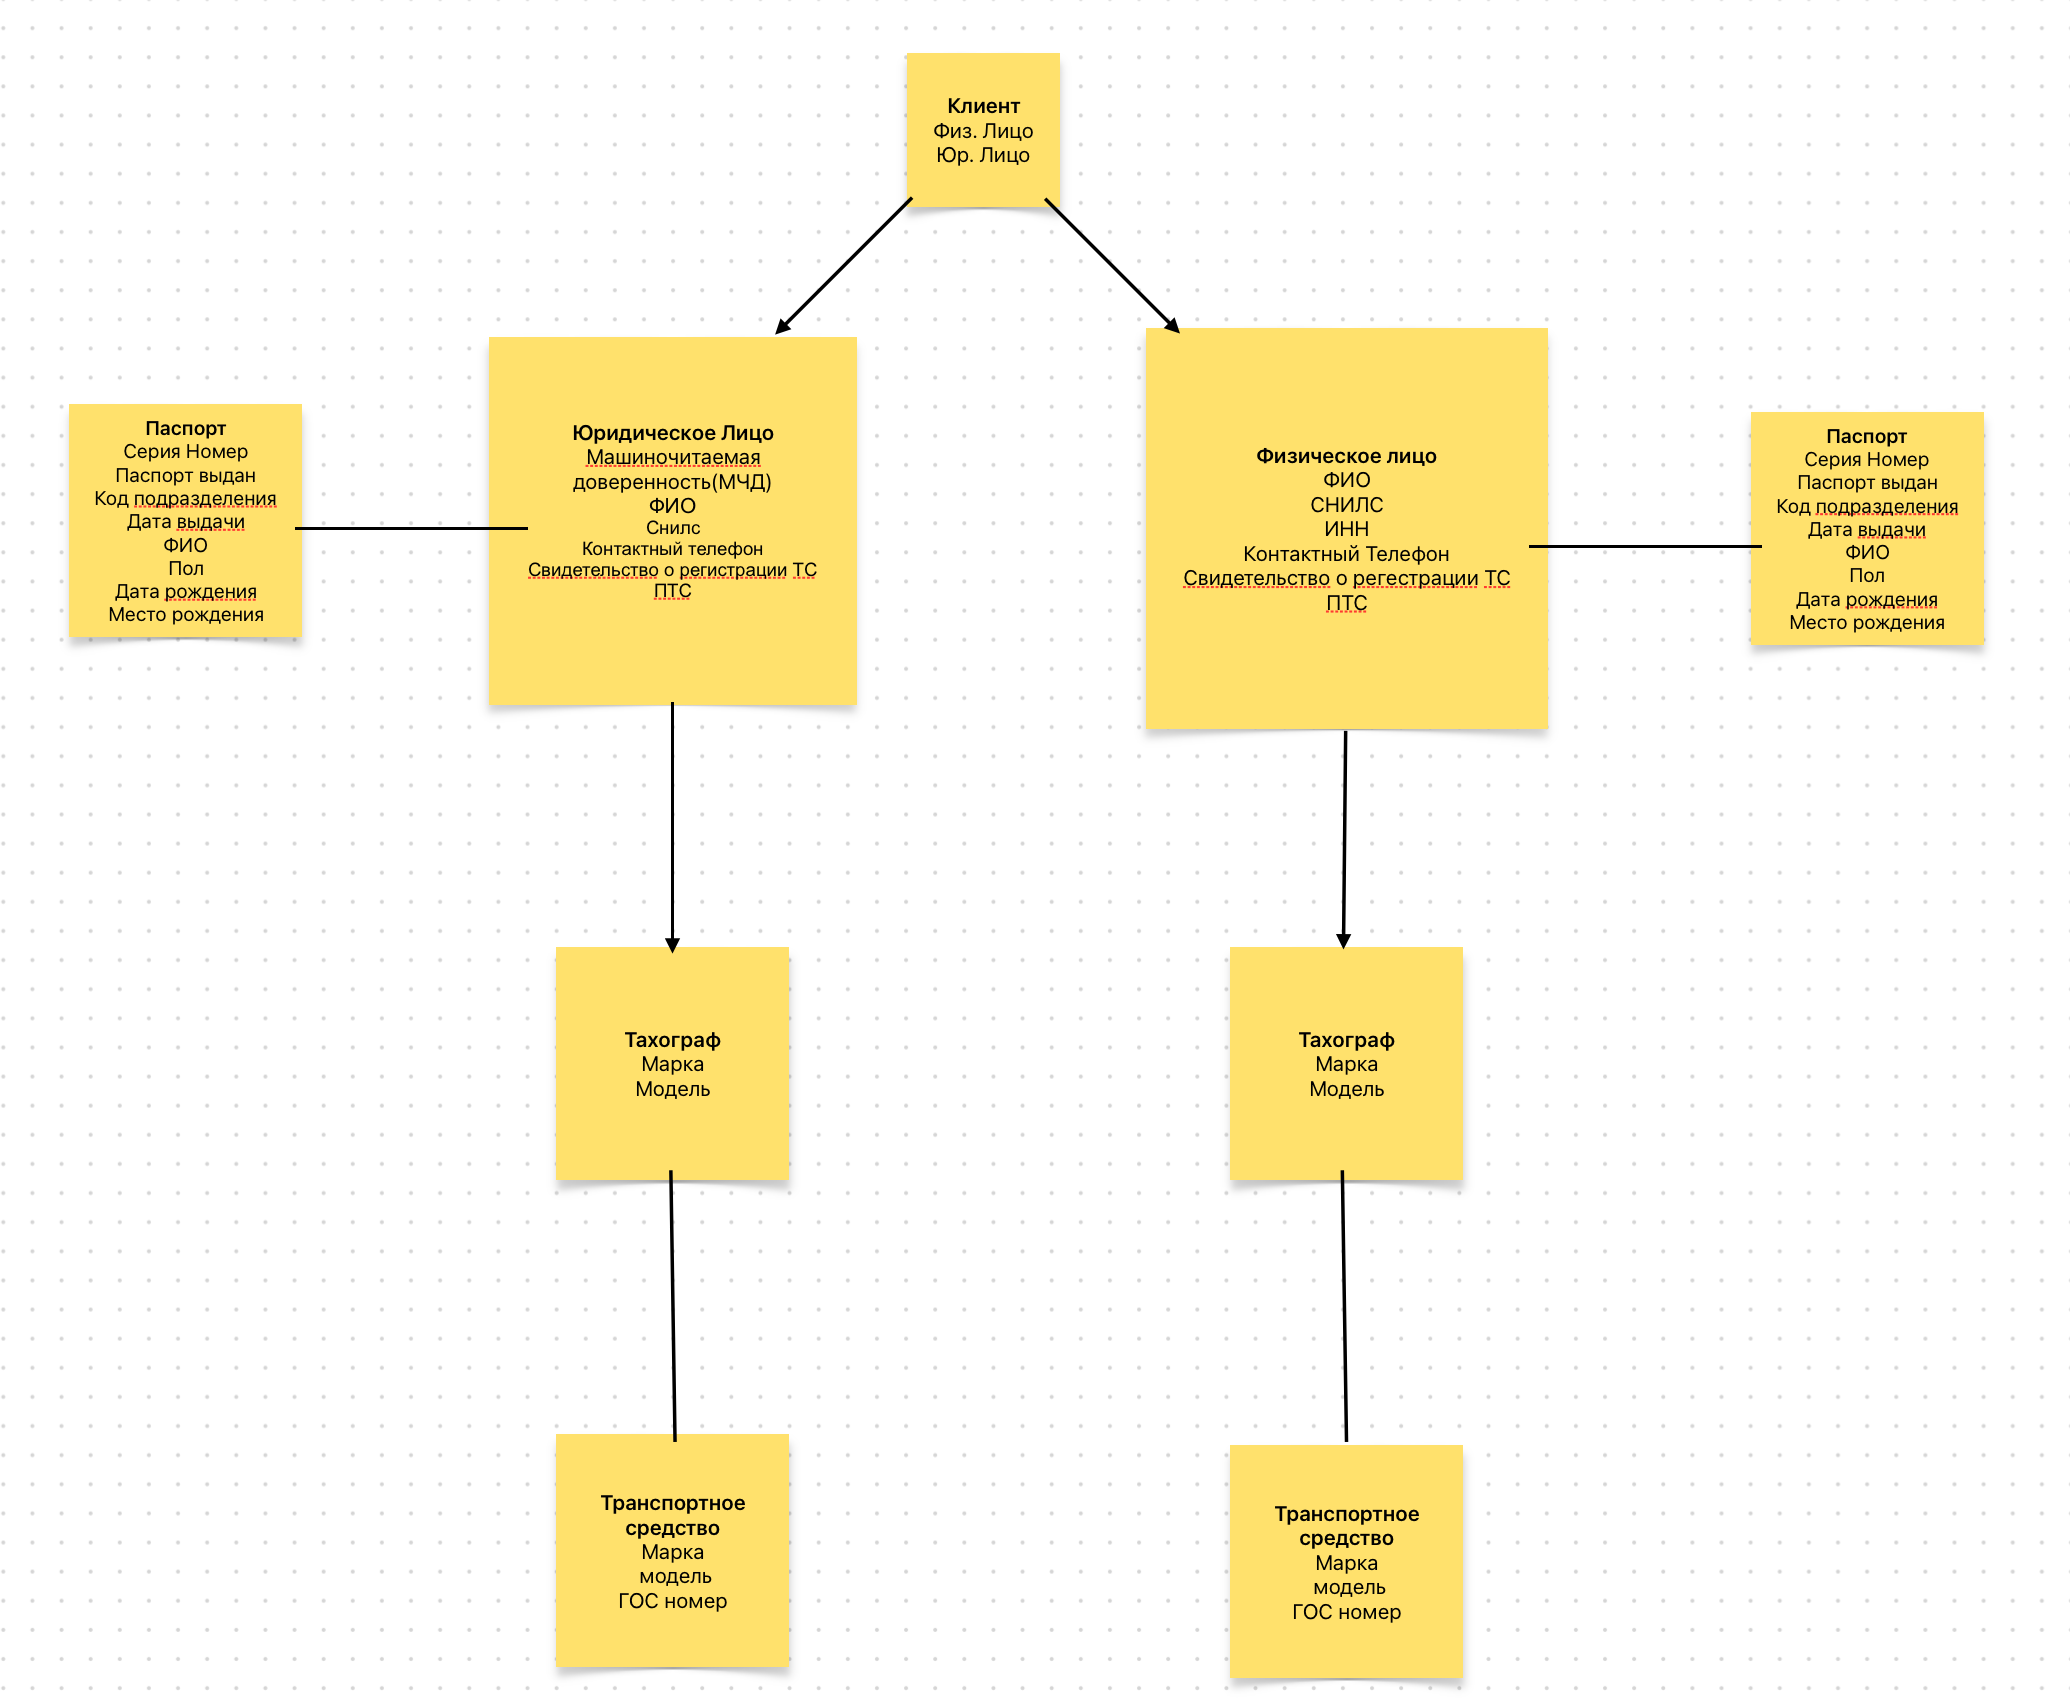 Клиент
Физ. Лицо
Юр. Лицо
Паспорт
Серия Номер
Паспорт выдан
Код подразделения
Дата выдачи
ФИО
Пол
Дата рождения
Место рождения
Юридическое Лицо
Машиночитаемая
доверенность(МЧД)
ФИО
Снилс
Контактный телефон
Свидетельство о регистрации ТС
ПТС
Физическое лицо
ФИО
СНИЛС
ИНН
Контактный Телефон
Свидетельство о регестрации ТС
ПТС
Паспорт
Серия Номер
Паспорт выдан
Код подразделения
Дата выдачи
ФИО
Пол
Дата рождения
Место рождения
Тахограф
Марка
Модель
Тахограф
Марка
Модель
Транспортное
средство
Марка
модель
ГОС номер
Транспортное
средство
Марка
модель
ГОС номер